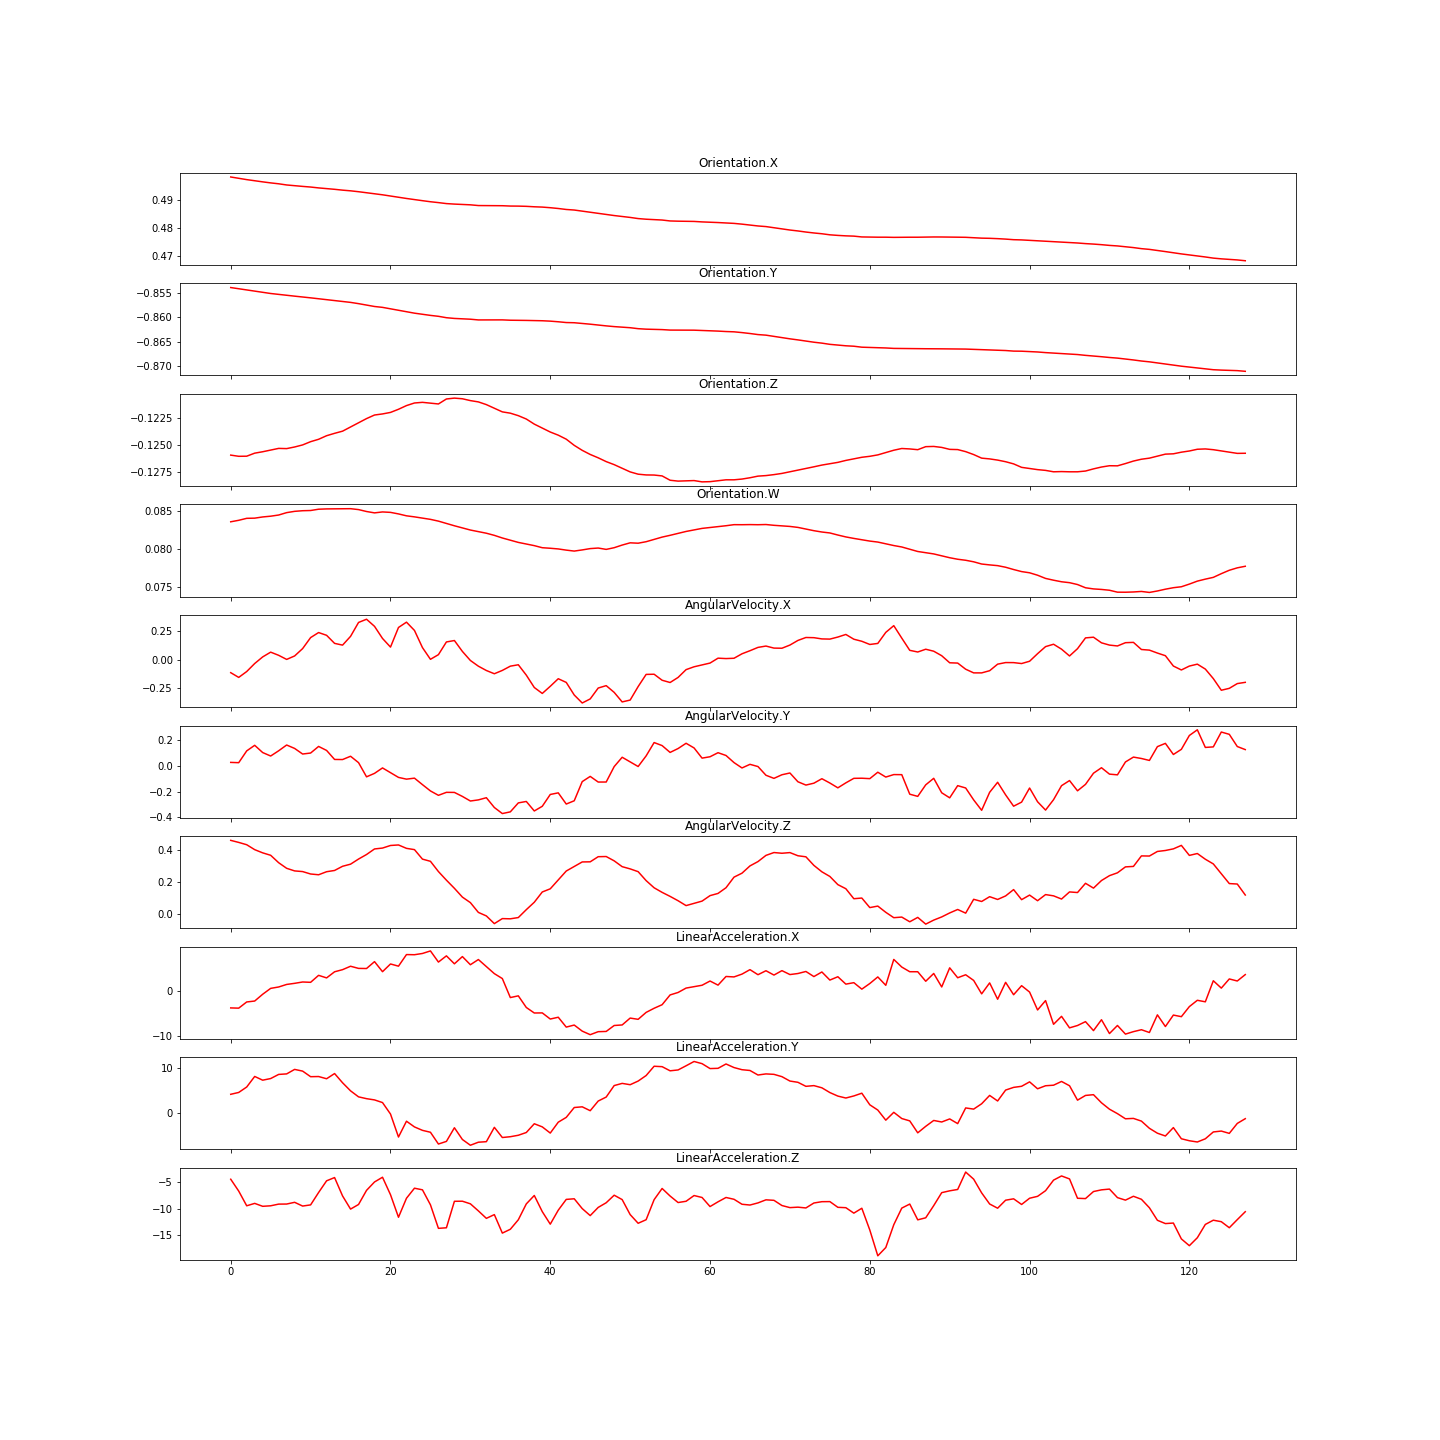 Orientation.X
0.49
0.48
0.47
Orientation.Y
−0.855
−0.860
−0.865
−0.870
Orientation.Z
−0.1225
−0.1250
−0.1275
Orientation.W
0.085
0.080
0.075
AngularVelocity.X
0.25
0.00
−0.25
AngularVelocity.Y
0.2
0.0
−0.2
−0.4
AngularVelocity.Z
0.4
0.2
0.0
LinearAcceleration.X
0
−10
LinearAcceleration.Y
10
0
LinearAcceleration.Z
−5
−10
−15
0 20 40 60 80 100 120